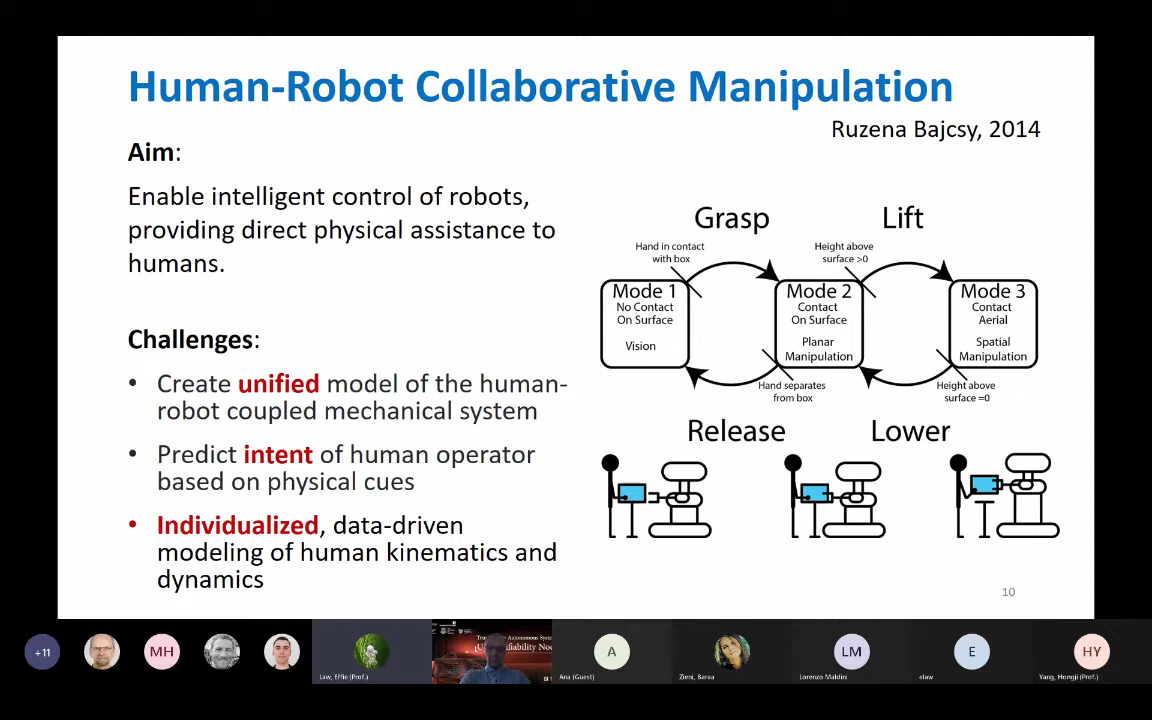 Human-Robot Collaborative Manipulation
Ruzena Bajcsy, 2014
Aim:
Enable intelligent control of robots,
providing direct physical assistance to
humans.
Challenges:
• Create unified model of the human-
robot coupled mechanical system
• Predict intent of human operator
based on physical cues
• Individualized, data-driven
modeling of human kinematics and
dynamics
Grasp
Lift
Hand in contact
with box
Height above
surface >0
Mode 1
No Contact
On Surface
Vision
Mode 2
Contact
On Surface
Planar
Manipulation
Mode 3
Contact
Aerial
Spatial
Manipulation
Hand separates
from box
Height above
surface =0
Release
Lower
10
+11
MH
Law, Effie (Prof.)
A
Ana (Guest)
Zieni, Baraa
LM
Lorenzo Maldini
E
elaw
HY
Yang, Hongji (Prof.)